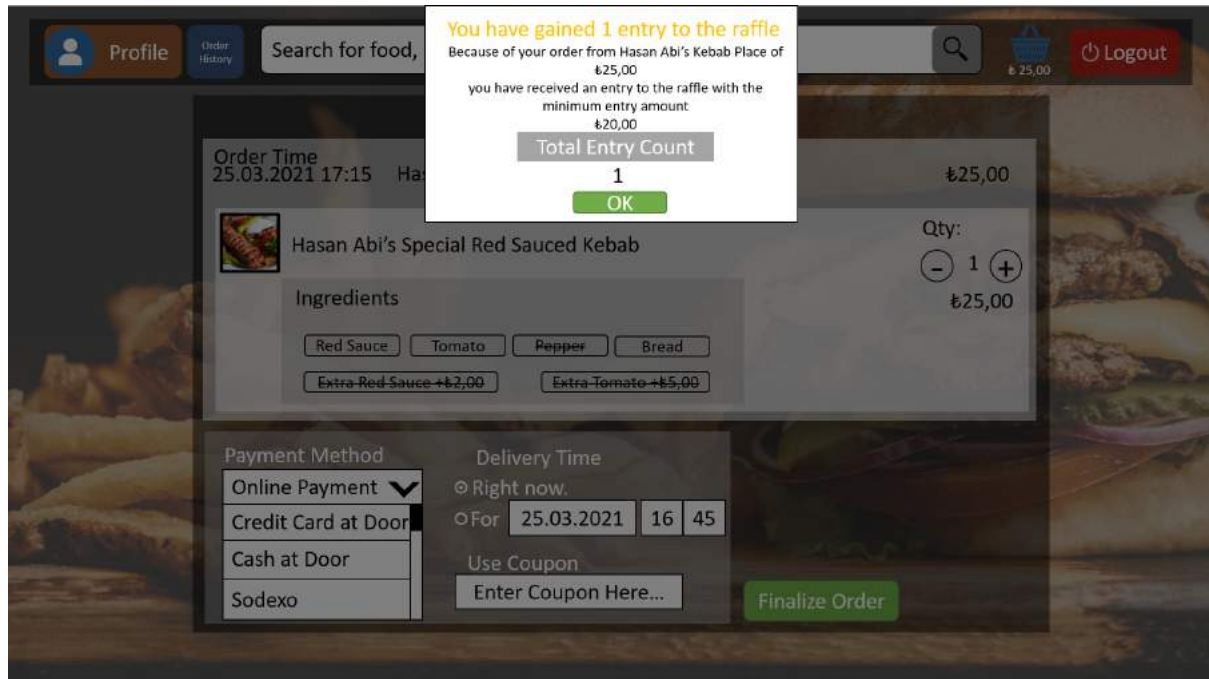 Profile
Order
History
Search for food,
₺ 25,00
Logout
You have gained 1 entry to the raffle
Because of your order from Hasan Abi's Kebab Place of
₺25,00
you have received an entry to the raffle with the
minimum entry amount
₺20,00
Total Entry Count
1
OK
Order Time
25.03.2021 17:15
₺25,00
Hasan Abi's Special Red Sauced Kebab
Qty:
- 1 +
₺25,00
Ingredients
Red Sauce Tomato Pepper Bread
Extra Red Sauce +₺2,00 Extra Tomato +₺5,00
Payment Method
Online Payment
Credit Card at Door
Cash at Door
Sodexo
Delivery Time
Right now.
For 25.03.2021 16 45
Use Coupon
Enter Coupon Here...
Finalize Order